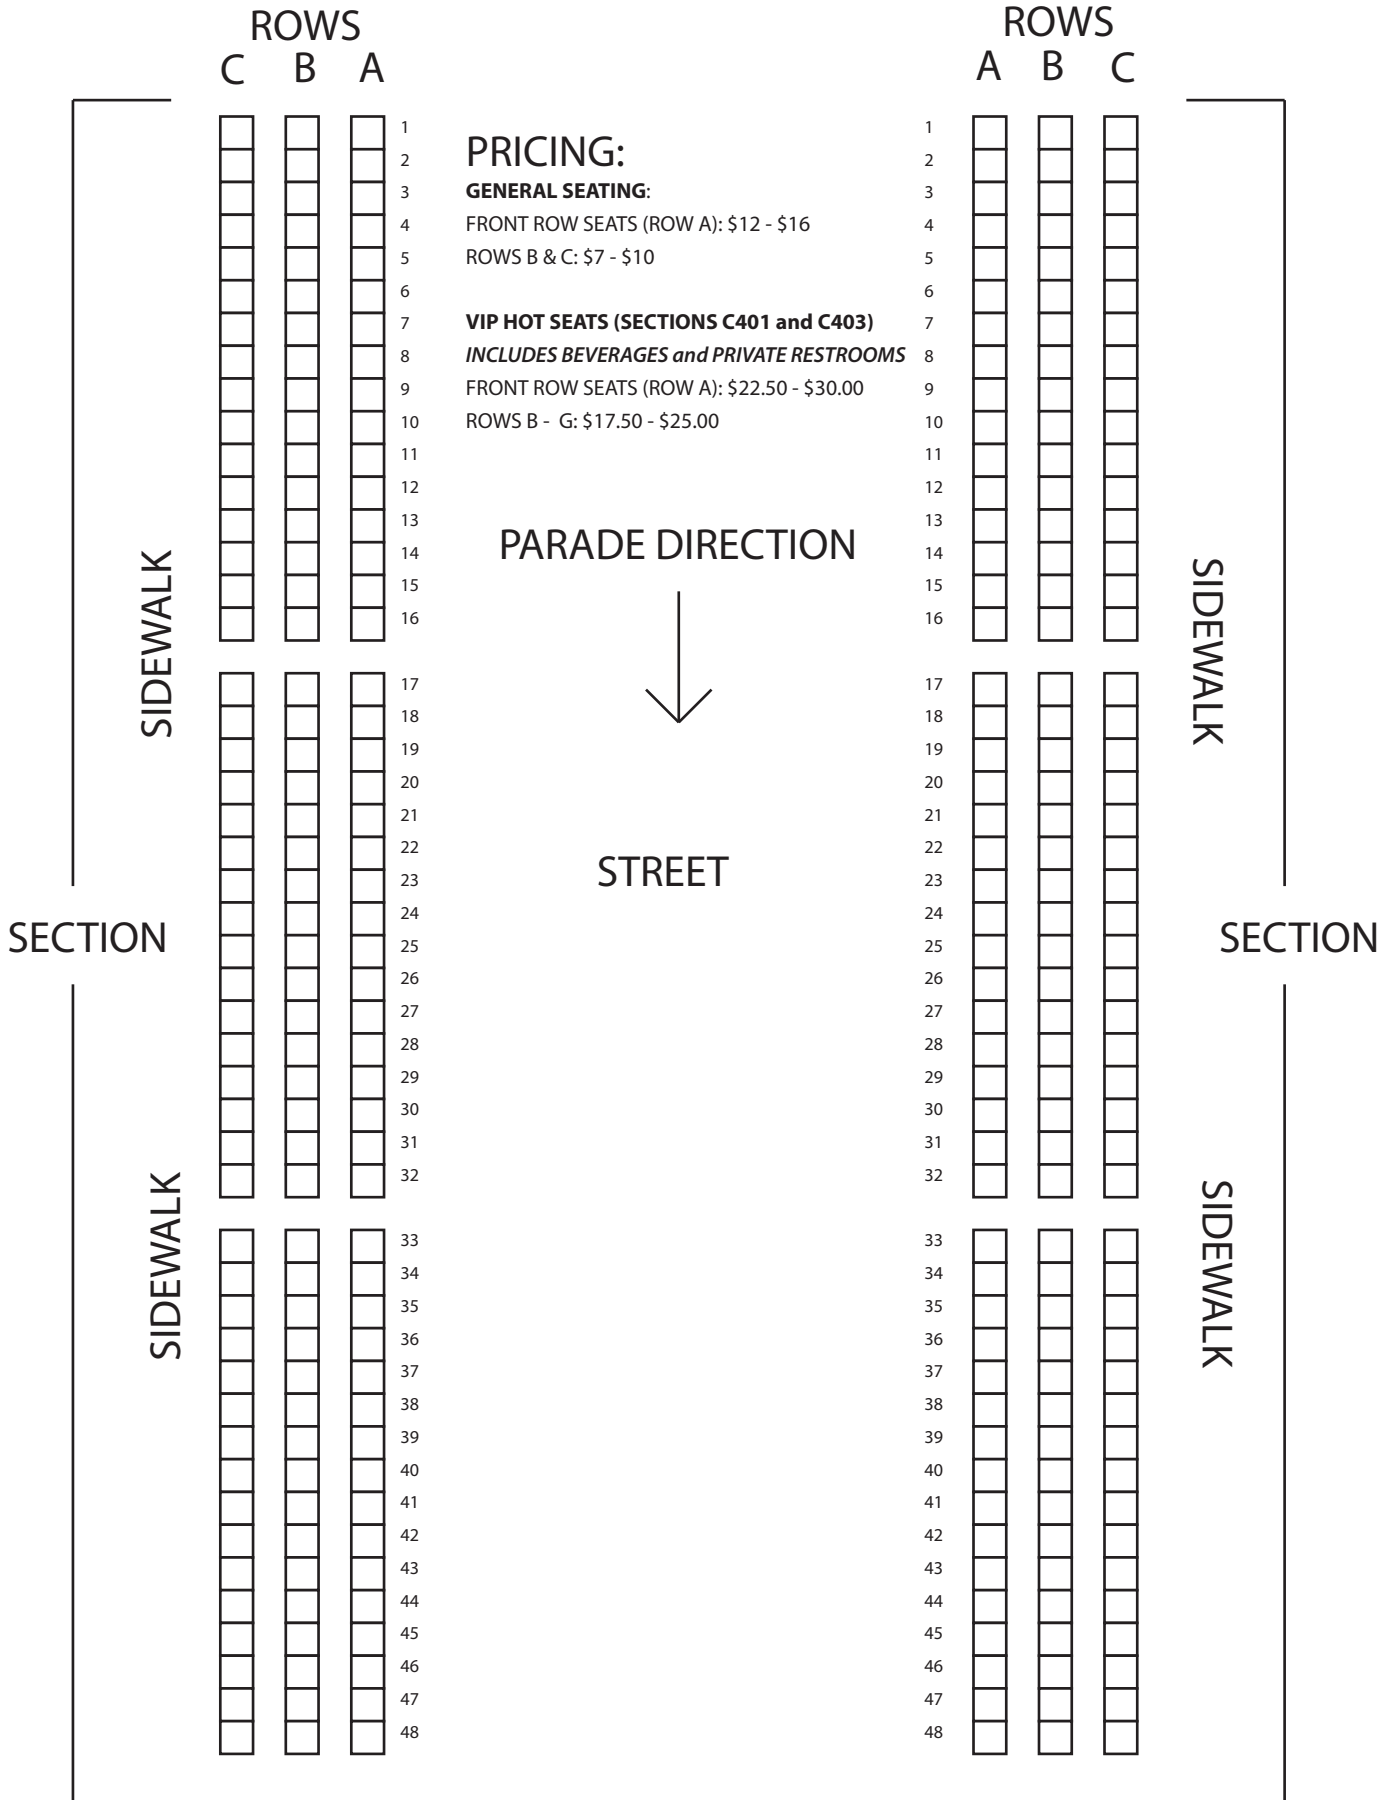 ROWS
C B A
ROWS
A B C
1 1
2 PRICING: 2
3 GENERAL SEATING: 3
4 FRONT ROW SEATS (ROW A): $12 - $16 4
5 ROWS B & C: $7 - $10 5
6 6
7 VIP HOT SEATS (SECTIONS C401 and C403) 7
8 INCLUDES BEVERAGES and PRIVATE RESTROOMS 8
9 FRONT ROW SEATS (ROW A): $22.50 - $30.00 9
10 ROWS B - G: $17.50 - $25.00 10
11 11
12 12
13 13
PARADE DIRECTION
14 14
15 15
16 16
SIDEWALK
SIDEWALK
17 17
18 18
19 19
20 20
21 21
22 22
STREET
23 23
24 24
SECTION
SECTION
25 25
26 26
27 27
28 28
29 29
30 30
31 31
32 32
SIDEWALK
SIDEWALK
33 33
34 34
35 35
36 36
37 37
38 38
39 39
40 40
41 41
42 42
43 43
44 44
45 45
46 46
47 47
48 48